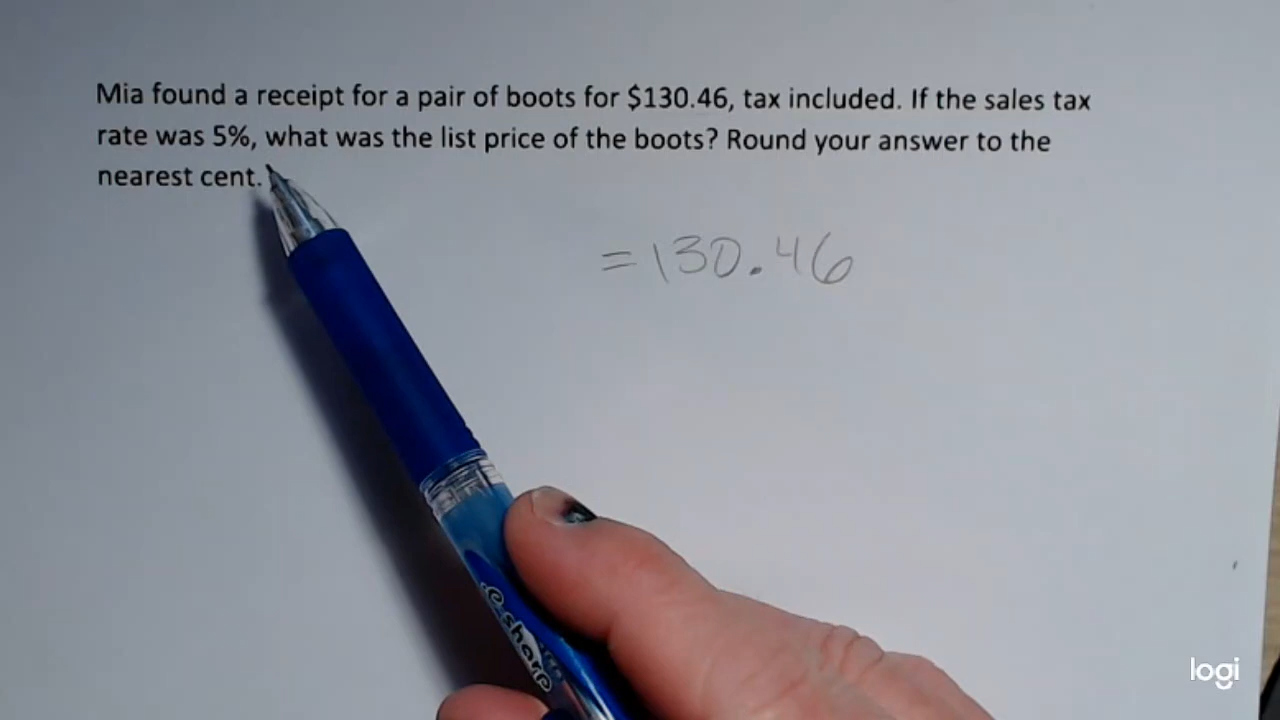 Mia found a receipt for a pair of boots for $130.46, tax included. If the sales tax
rate was 5%, what was the list price of the boots? Round your answer to the
nearest cent.
=130.46
e-sharp
logi